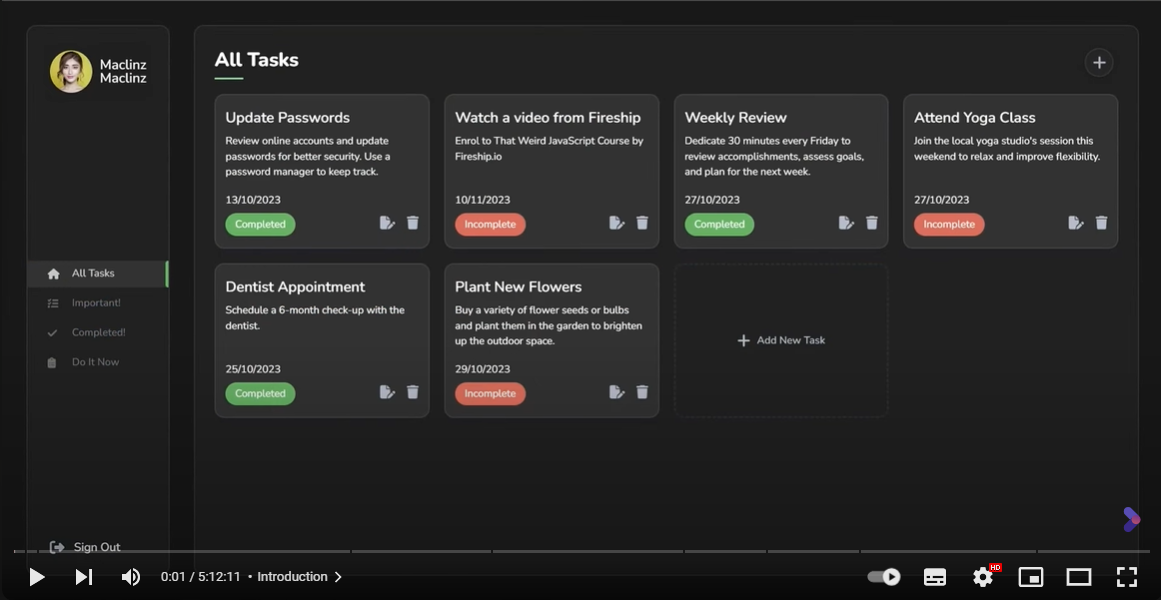 Maclinz
Maclinz
All Tasks
Important!
Completed!
Do It Now
Sign Out
All Tasks
Update Passwords
Review online accounts and update
passwords for better security. Use a
password manager to keep track.
13/10/2023
Completed
Watch a video from Fireship
Enrol to That Weird JavaScript Course by
Fireship.io
10/11/2023
Incomplete
Weekly Review
Dedicate 30 minutes every Friday to
review accomplishments, assess goals,
and plan for the next week.
27/10/2023
Completed
Attend Yoga Class
Join the local yoga studio's session this
weekend to relax and improve flexibility.
27/10/2023
Incomplete
Dentist Appointment
Schedule a 6-month check-up with the
dentist.
25/10/2023
Completed
Plant New Flowers
Buy a variety of flower seeds or bulbs
and plant them in the garden to brighten
up the outdoor space.
29/10/2023
Incomplete
Add New Task
0:01 / 5:12:11 • Introduction
HD